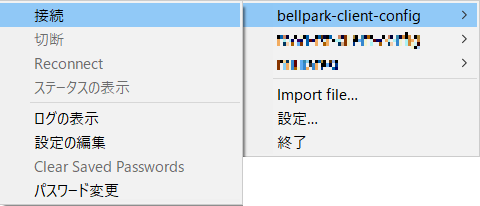 接続
切断
Reconnect
ステータスの表示
ログの表示
設定の編集
Clear Saved Passwords
パスワード変更
bellpark-client-config
Import file...
設定...
終了